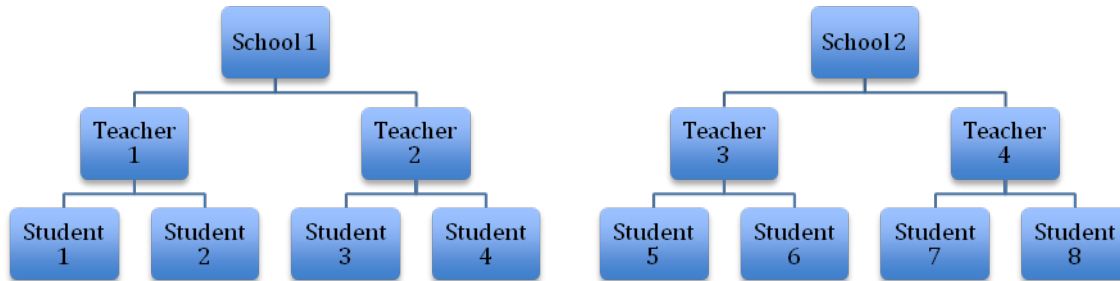 School 1
School 2
Teacher
1
Teacher
2
Teacher
3
Teacher
4
Student
1
Student
2
Student
3
Student
4
Student
5
Student
6
Student
7
Student
8